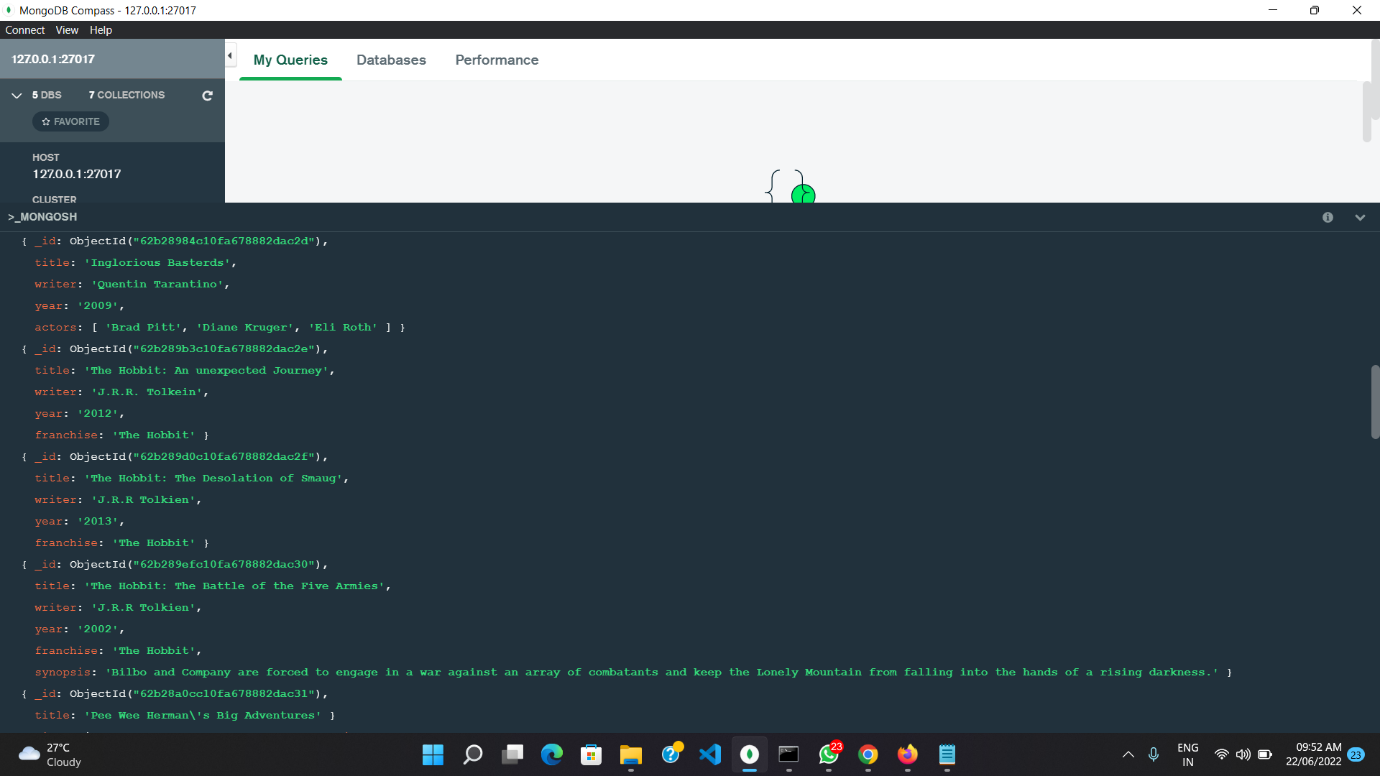 MongoDB Compass - 127.0.0.1:27017
Connect View Help
127.0.0.1:27017
My Queries Databases Performance
5 DBS 7 COLLECTIONS
FAVORITE
HOST
127.0.0.1:27017
CLUSTER
>_MONGOSH
{ _id: ObjectId("62b28984c10fa678882dac2d"),
title: 'Inglorious Basterds',
writer: 'Quentin Tarantino',
year: '2009',
actors: [ 'Brad Pitt', 'Diane Kruger', 'Eli Roth' ] }
{ _id: ObjectId("62b289b3c10fa678882dac2e"),
title: 'The Hobbit: An unexpected Journey',
writer: 'J.R.R. Tolkein',
year: '2012',
franchise: 'The Hobbit' }
{ _id: ObjectId("62b289d0c10fa678882dac2f"),
title: 'The Hobbit: The Desolation of Smaug',
writer: 'J.R.R Tolkien',
year: '2013',
franchise: 'The Hobbit' }
{ _id: ObjectId("62b289efc10fa678882dac30"),
title: 'The Hobbit: The Battle of the Five Armies',
writer: 'J.R.R Tolkien',
year: '2002',
franchise: 'The Hobbit',
synopsis: 'Bilbo and Company are forced to engage in a war against an array of combatants and keep the Lonely Mountain from falling into the hands of a rising darkness.' }
{ _id: ObjectId("62b28a0cc10fa678882dac31"),
title: 'Pee Wee Herman\'s Big Adventures' }
27°C
Cloudy
23
ENG
IN
09:52 AM
22/06/2022
23